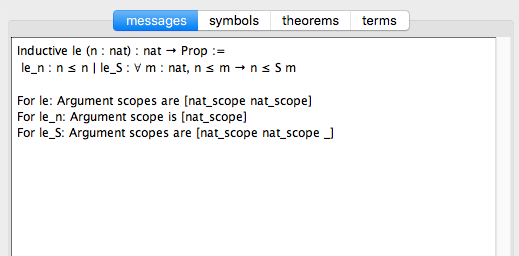 messages symbols theorems terms
Inductive le (n : nat) : nat → Prop :=
le_n : n ≤ n | le_S : ∀ m : nat, n ≤ m → n ≤ S m
For le: Argument scopes are [nat_scope nat_scope]
For le_n: Argument scope is [nat_scope]
For le_S: Argument scopes are [nat_scope nat_scope _]